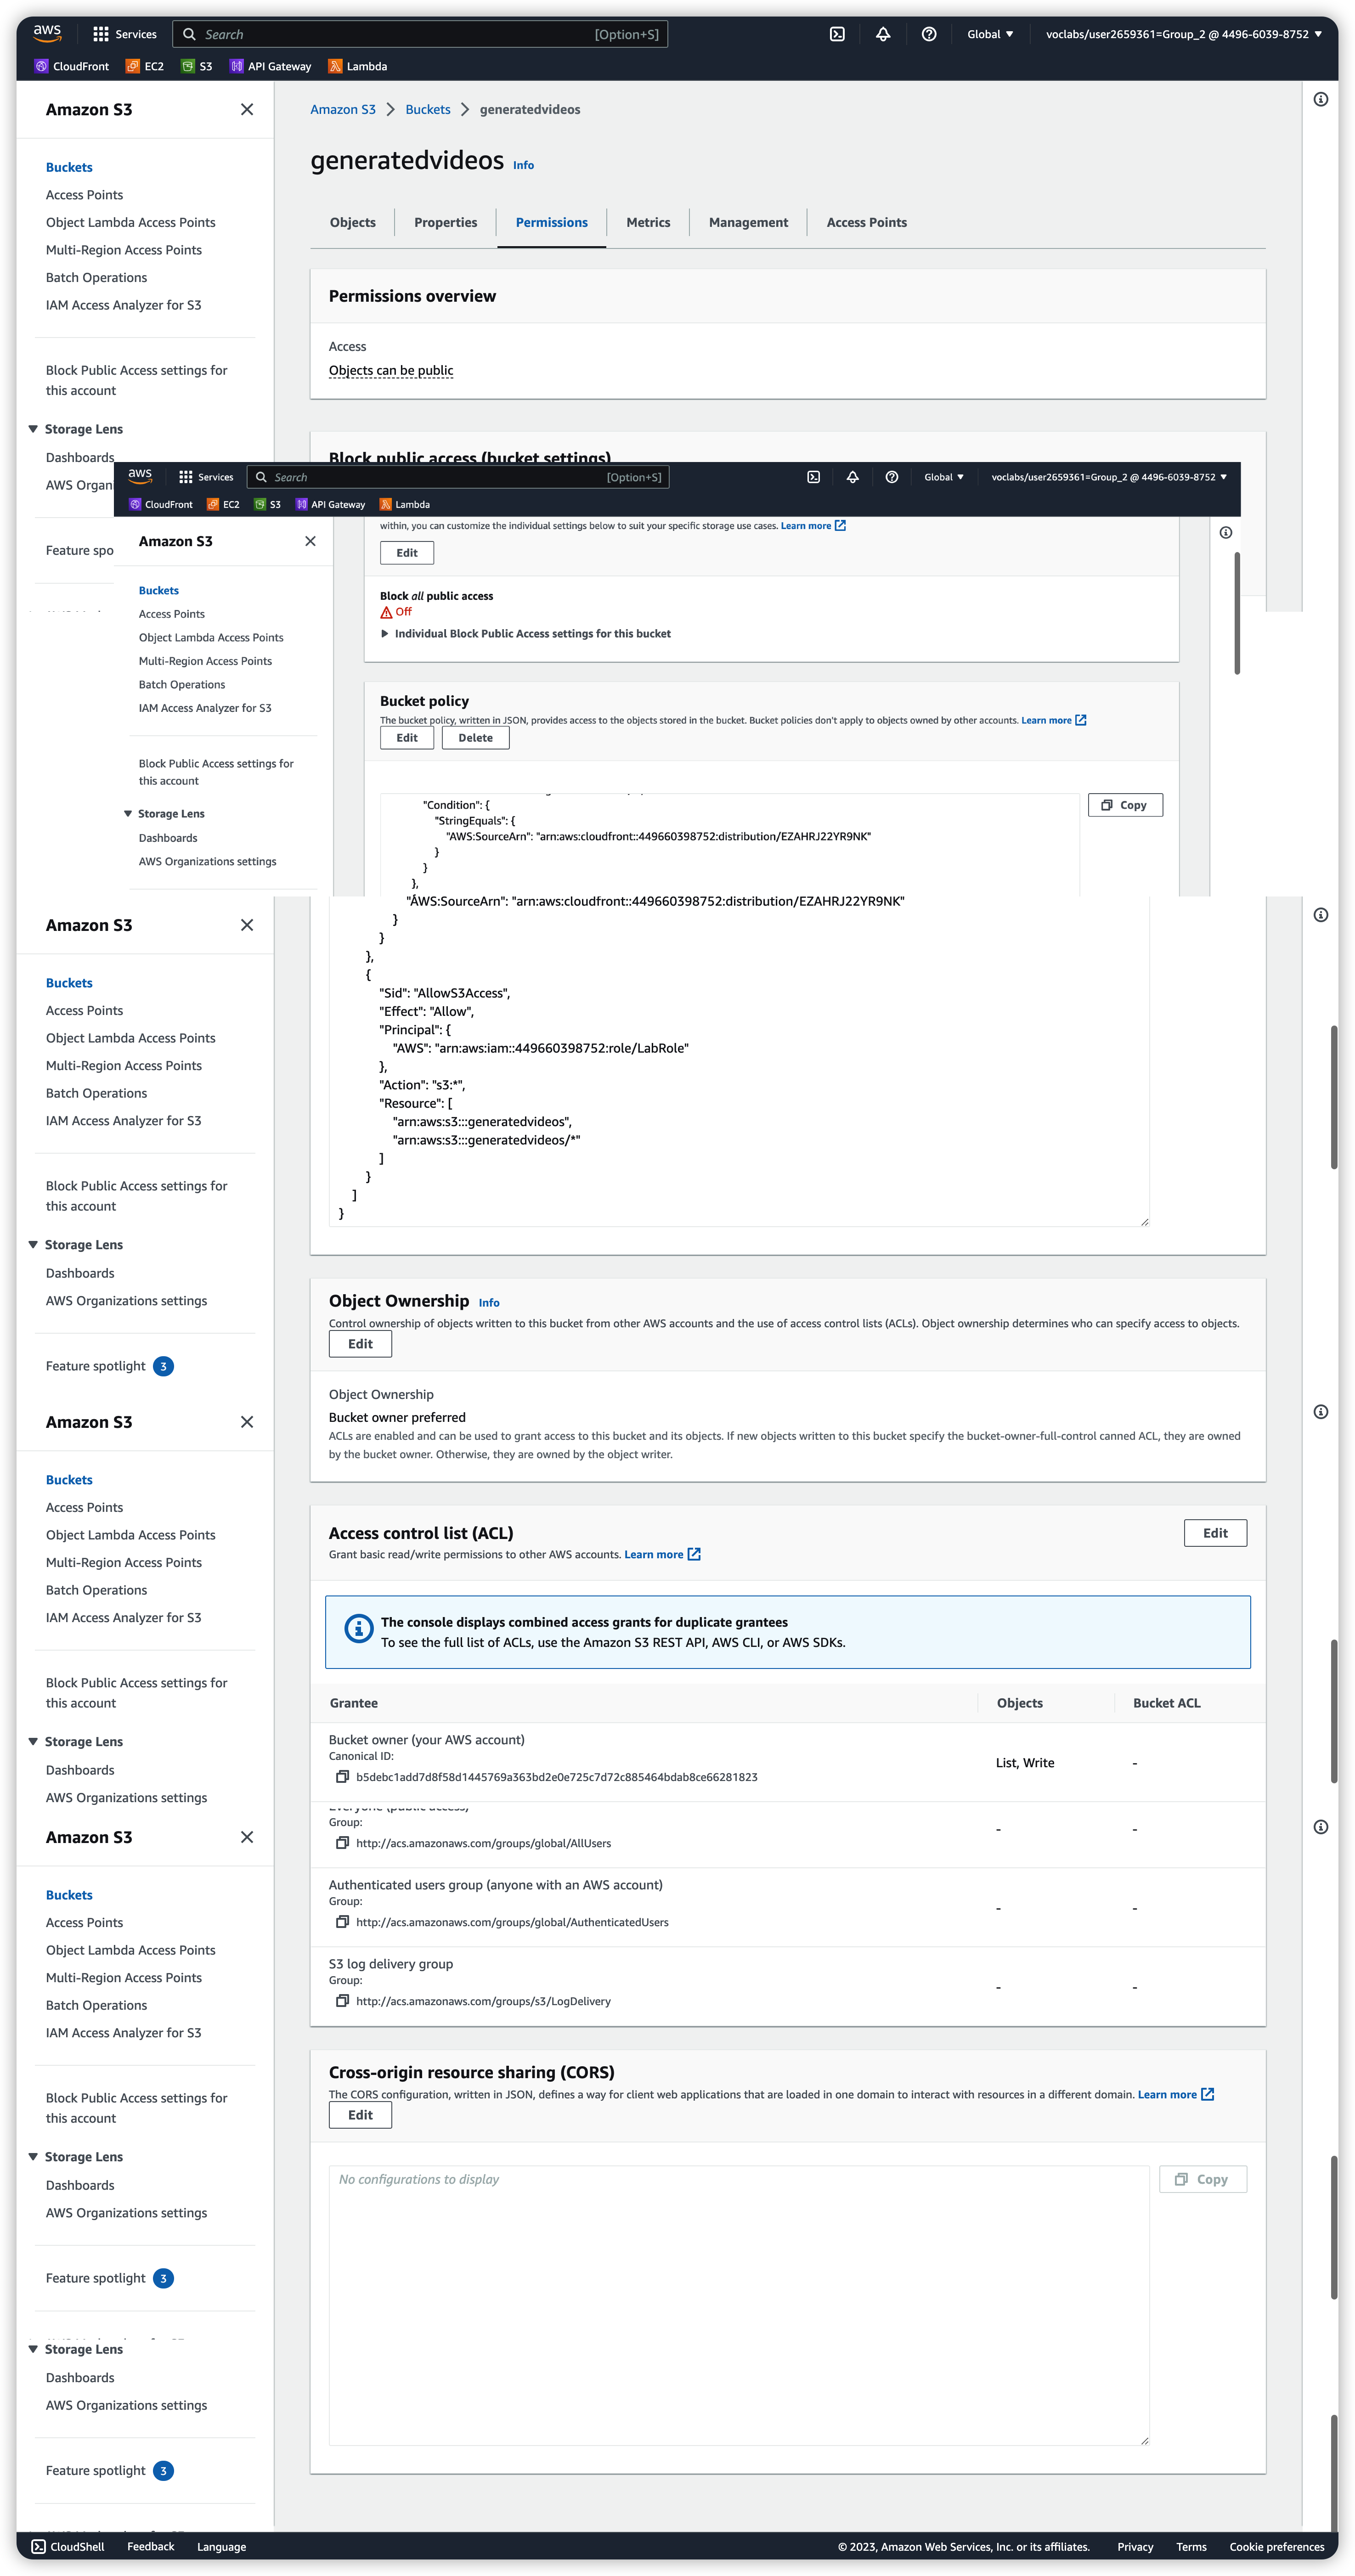 aws
Services
Search
[Option+S]
Global
voclabs/user2659361=Group_2 @ 4496-6039-8752
CloudFront
EC2
S3
API Gateway
Lambda
Amazon S3
Buckets
Access Points
Object Lambda Access Points
Multi-Region Access Points
Batch Operations
IAM Access Analyzer for S3
Block Public Access settings for
this account
Storage Lens
Dashboards
AWS Organ
Feature spo
Amazon S3
Buckets
generatedvideos
generatedvideos
Info
Objects
Properties
Permissions
Metrics
Management
Access Points
Permissions overview
Access
Objects can be public
Block public access (bucket settings)
aws
Services
Search
[Option+S]
Global
voclabs/user2659361=Group_2 @ 4496-6039-8752
CloudFront
EC2
S3
API Gateway
Lambda
Amazon S3
Buckets
Access Points
Object Lambda Access Points
Multi-Region Access Points
Batch Operations
IAM Access Analyzer for S3
Block Public Access settings for
this account
Storage Lens
Dashboards
AWS Organizations settings
within, you can customize the individual settings below to suit your specific storage use cases. Learn more
Edit
Block all public access
Off
Individual Block Public Access settings for this bucket
Bucket policy
The bucket policy, written in JSON, provides access to the objects stored in the bucket. Bucket policies don't apply to objects owned by other accounts. Learn more
Edit
Delete
Copy
"Condition": {
"StringEquals": {
"AWS:SourceArn": "arn:aws:cloudfront::449660398752:distribution/EZAHRJ22YR9NK"
}
}
},
"AWS:SourceArn": "arn:aws:cloudfront::449660398752:distribution/EZAHRJ22YR9NK"
}
}
},
{
"Sid": "AllowS3Access",
"Effect": "Allow",
"Principal": {
"AWS": "arn:aws:iam::449660398752:role/LabRole"
},
"Action": "s3:*",
"Resource": [
"arn:aws:s3:::generatedvideos",
"arn:aws:s3:::generatedvideos/*"
]
}
]
}
Amazon S3
Buckets
Access Points
Object Lambda Access Points
Multi-Region Access Points
Batch Operations
IAM Access Analyzer for S3
Block Public Access settings for
this account
Storage Lens
Dashboards
AWS Organizations settings
Feature spotlight 3
Object Ownership
Info
Control ownership of objects written to this bucket from other AWS accounts and the use of access control lists (ACLs). Object ownership determines who can specify access to objects.
Edit
Object Ownership
Bucket owner preferred
ACLs are enabled and can be used to grant access to this bucket and its objects. If new objects written to this bucket specify the bucket-owner-full-control canned ACL, they are owned
by the bucket owner. Otherwise, they are owned by the object writer.
Amazon S3
Buckets
Access Points
Object Lambda Access Points
Multi-Region Access Points
Batch Operations
IAM Access Analyzer for S3
Block Public Access settings for
this account
Storage Lens
Dashboards
AWS Organizations settings
Access control list (ACL)
Edit
Grant basic read/write permissions to other AWS accounts. Learn more
The console displays combined access grants for duplicate grantees
To see the full list of ACLs, use the Amazon S3 REST API, AWS CLI, or AWS SDKs.
Grantee
Objects
Bucket ACL
Bucket owner (your AWS account)
Canonical ID:
b5debc1add7d8f58d1445769a363bd2e0e725c7d72c885464bdab8ce66281823
List, Write
-
Everyone (public access)
Group:
http://acs.amazonaws.com/groups/global/AllUsers
-
-
Authenticated users group (anyone with an AWS account)
Group:
http://acs.amazonaws.com/groups/global/AuthenticatedUsers
-
-
S3 log delivery group
Group:
http://acs.amazonaws.com/groups/s3/LogDelivery
-
-
Amazon S3
Buckets
Access Points
Object Lambda Access Points
Multi-Region Access Points
Batch Operations
IAM Access Analyzer for S3
Block Public Access settings for
this account
Storage Lens
Dashboards
AWS Organizations settings
Feature spotlight 3
Storage Lens
Dashboards
AWS Organizations settings
Feature spotlight 3
Cross-origin resource sharing (CORS)
The CORS configuration, written in JSON, defines a way for client web applications that are loaded in one domain to interact with resources in a different domain. Learn more
Edit
No configurations to display
Copy
CloudShell
Feedback
Language
© 2023, Amazon Web Services, Inc. or its affiliates.
Privacy
Terms
Cookie preferences